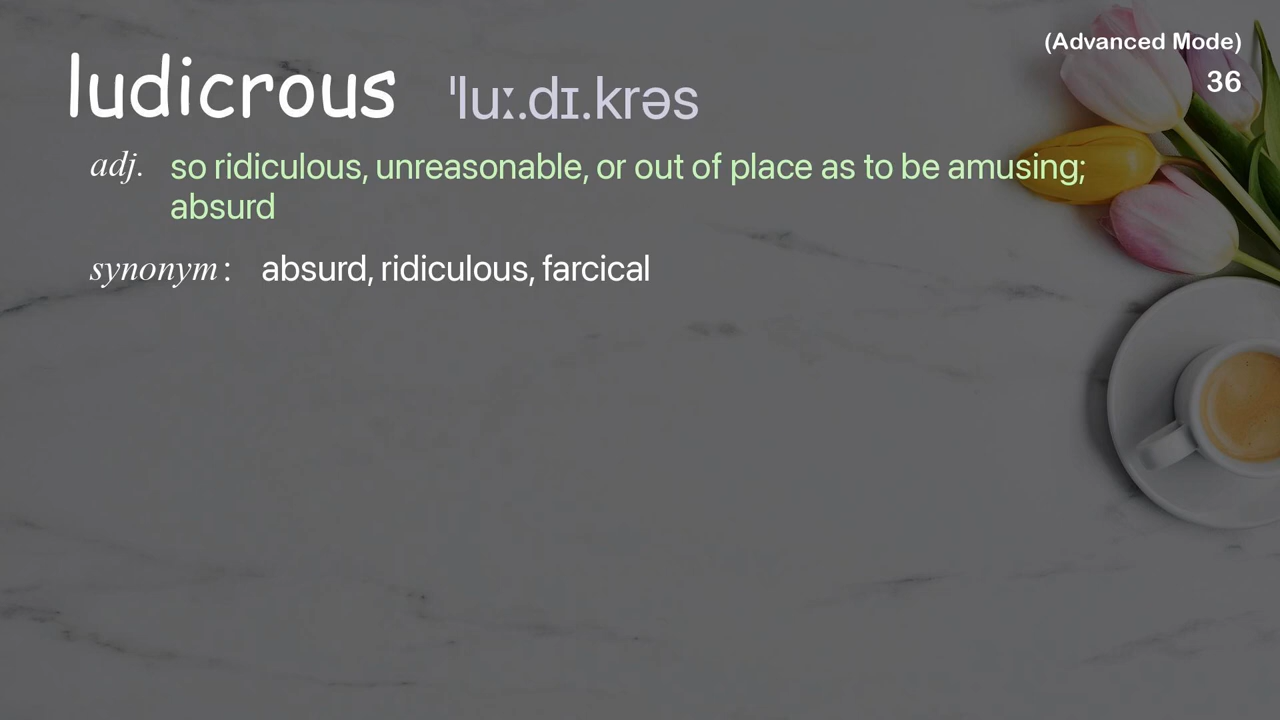 (Advanced Mode)
36
ludicrous ˈluː.dɪ.krəs
adj. so ridiculous, unreasonable, or out of place as to be amusing;
absurd
synonym: absurd, ridiculous, farcical